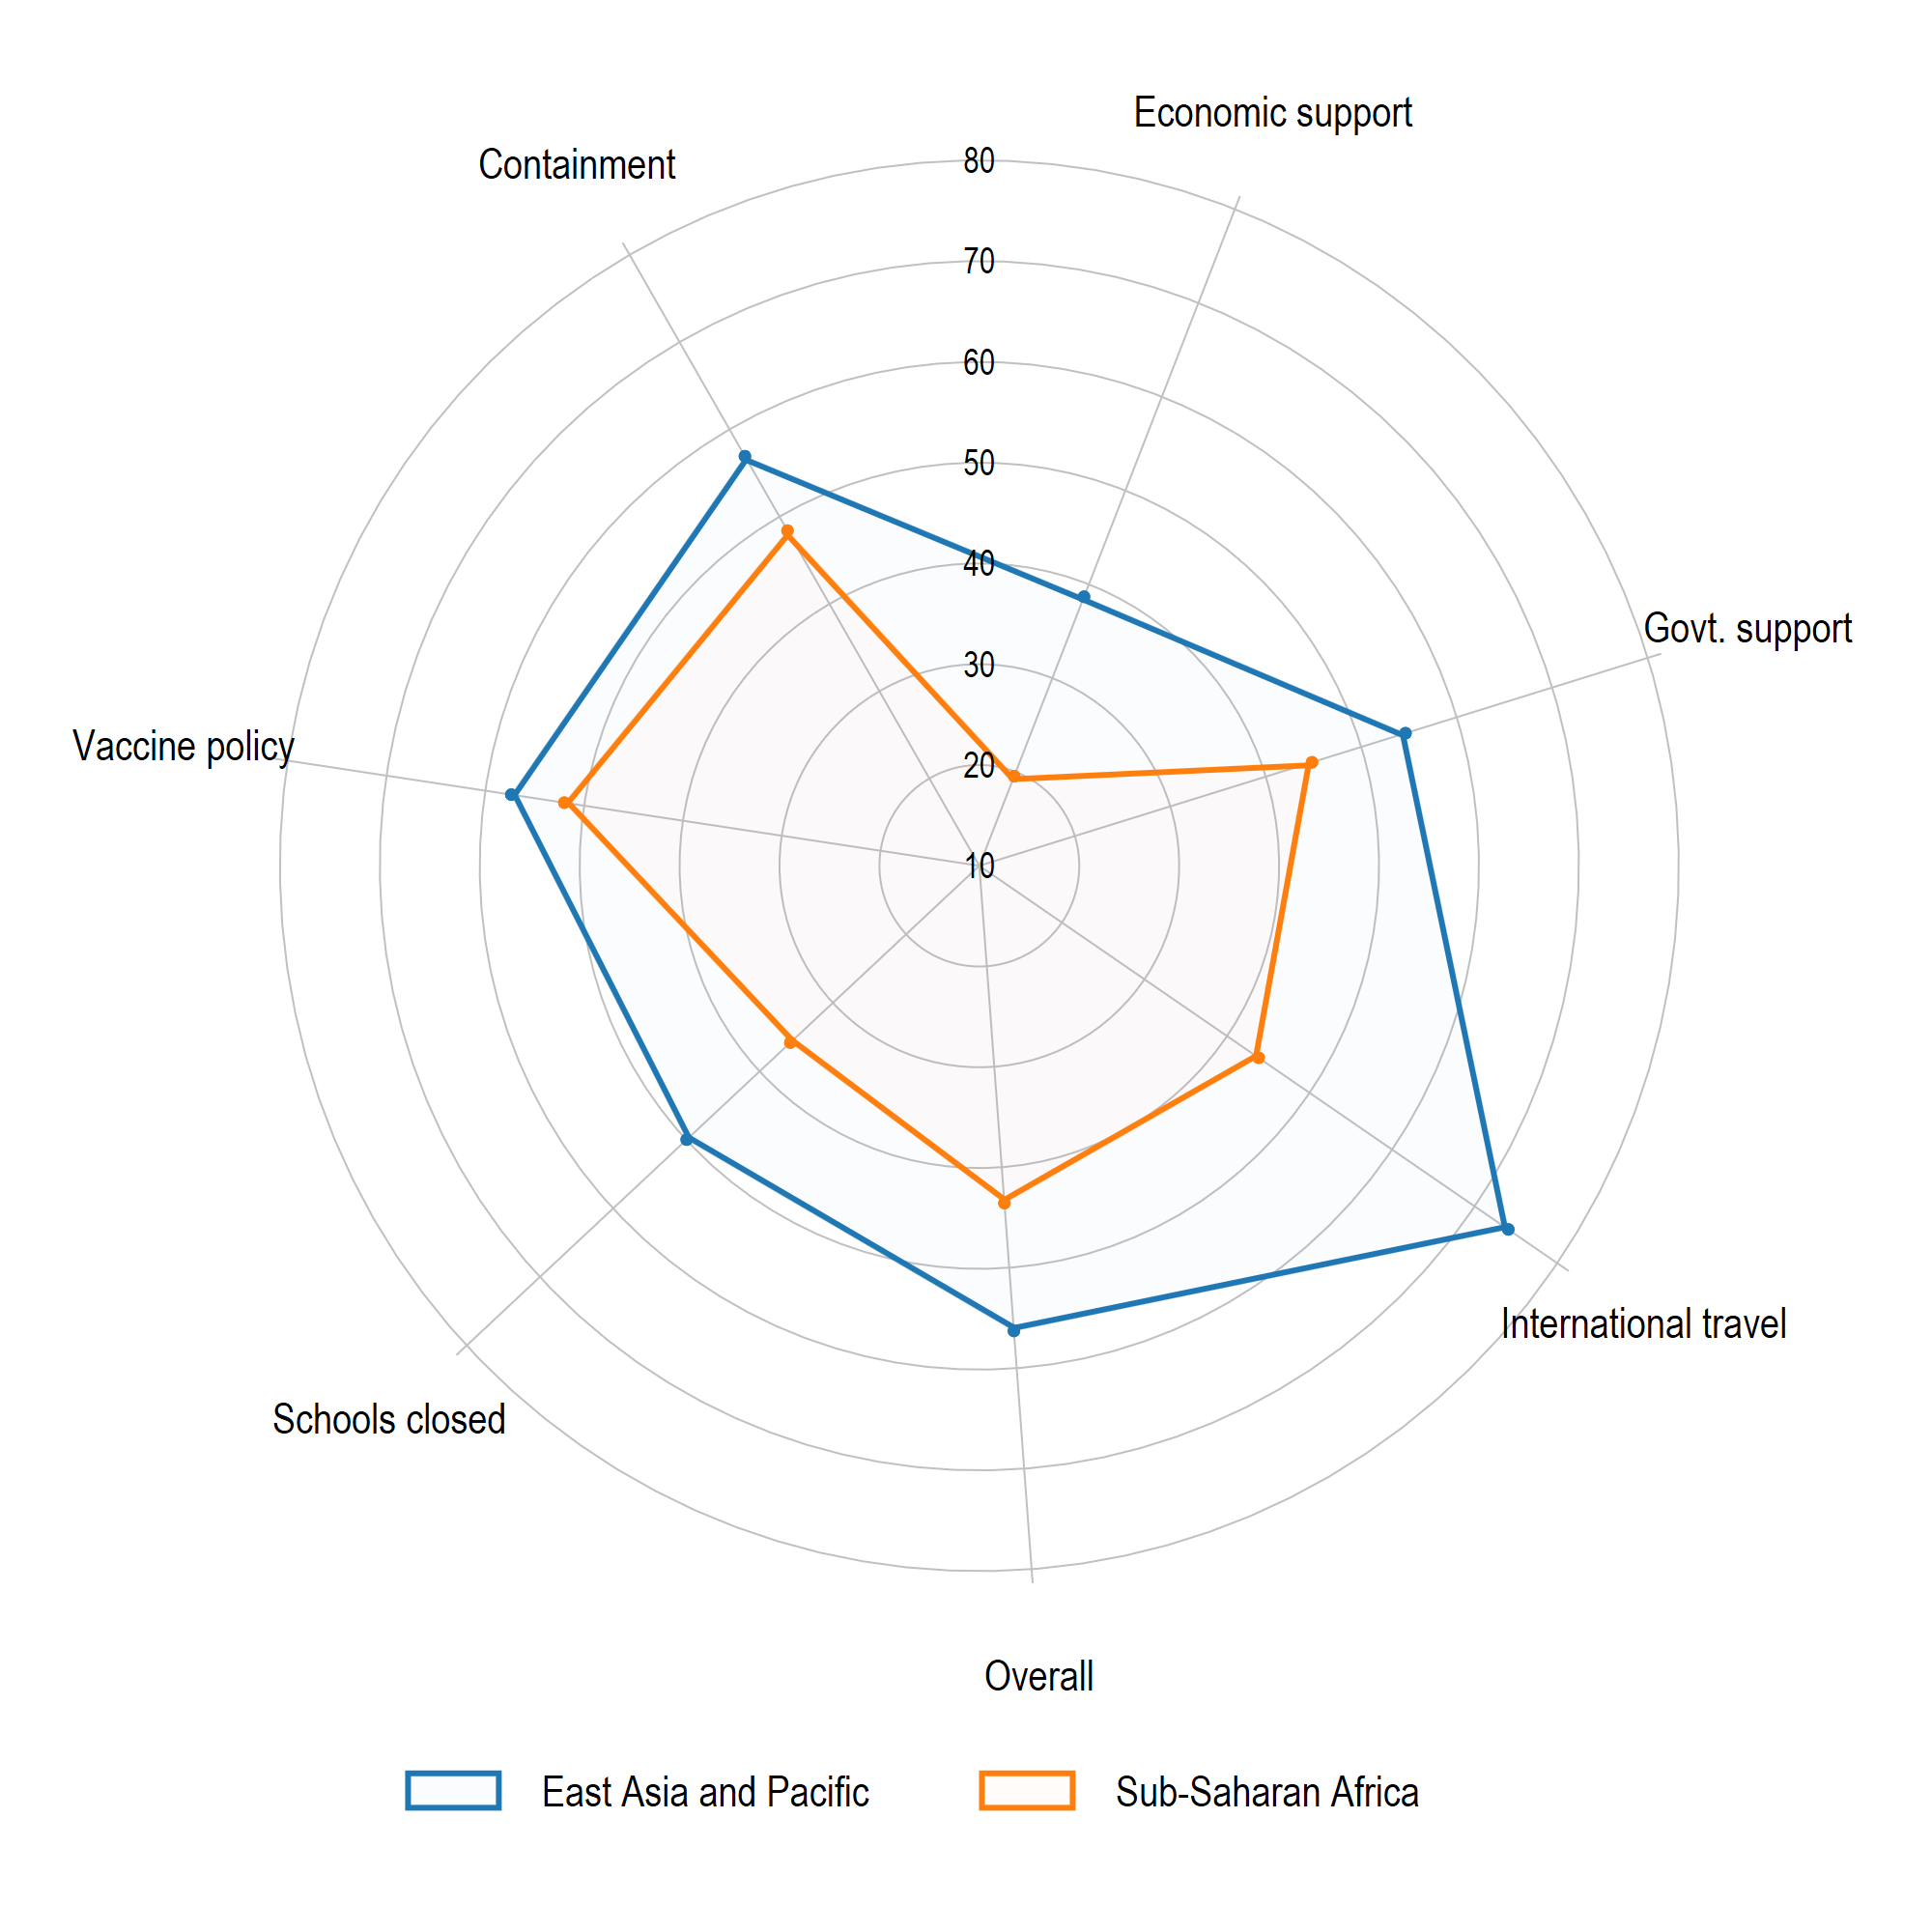 Economic support
80
Containment
70
60
50
40
Govt. support
30
Vaccine policy
20
10
International travel
Schools closed
Overall
East Asia and Pacific
Sub-Saharan Africa